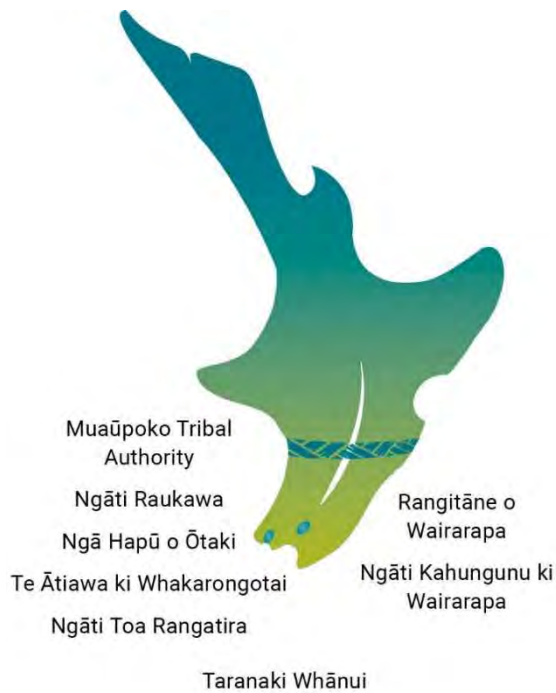 Muaūpoko Tribal
Authority
Ngāti Raukawa
Ngā Hapū o Ōtaki
Te Ātiawa ki Whakarongotai
Ngāti Toa Rangatira
Rangitāne o
Wairarapa
Ngāti Kahungunu ki
Wairarapa
Taranaki Whānui